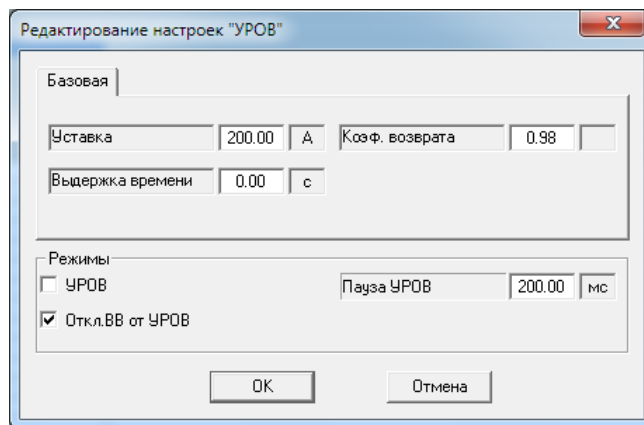 Редактирование настроек "УРОВ"
Базовая
Уставка 200.00 А Коэф. возврата 0.98
Выдержка времени 0.00 с
Режимы
УРОВ Пауза УРОВ 200.00 мс
Откл.ВВ от УРОВ
OK Отмена